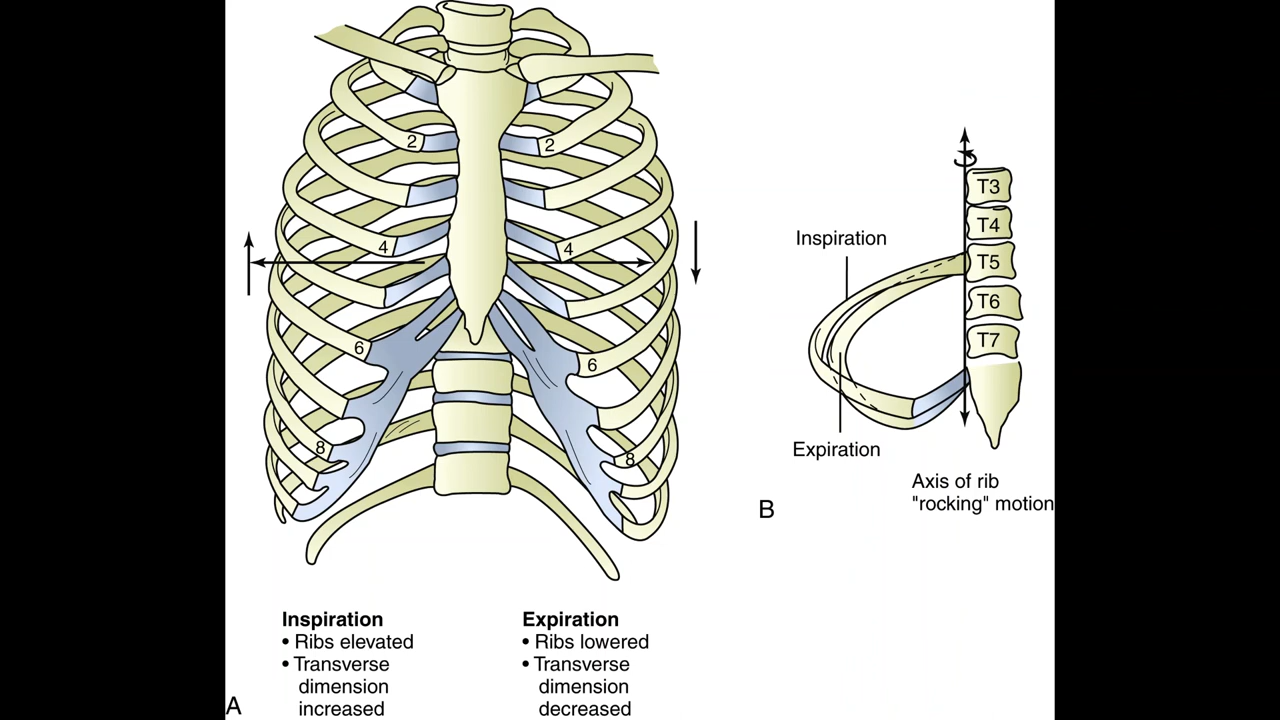 2
2
4
4
6
6
8
8
Inspiration
• Ribs elevated
• Transverse
dimension
increased
Expiration
• Ribs lowered
• Transverse
dimension
decreased
A
T3
T4
T5
T6
T7
Inspiration
Expiration
Axis of rib
"rocking" motion
B